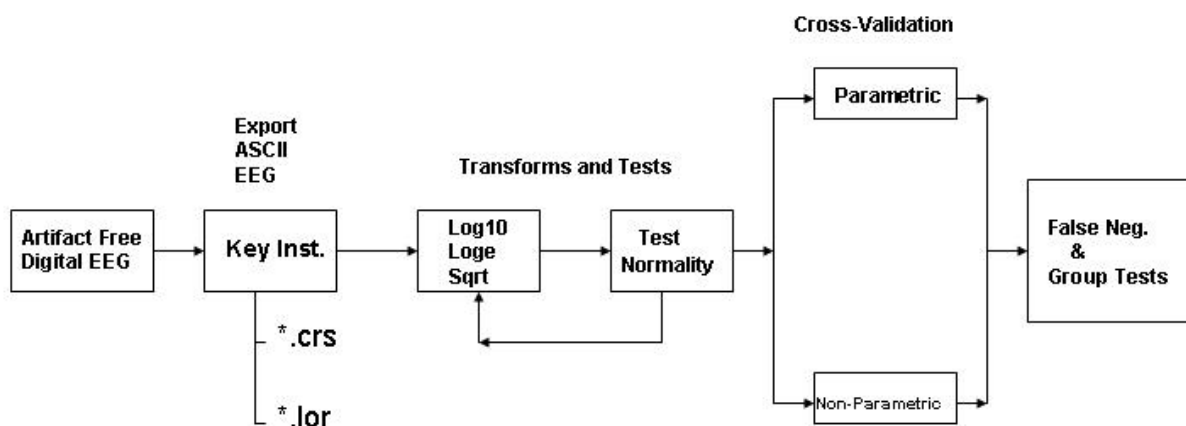 Cross-Validation
Parametric
Export
ASCII
EEG
Transforms and Tests
Artifact Free
Digital EEG
Key Inst.
Log10
Loge
Sqrt
Test
Normality
False Neg.
&
Group Tests
*.crs
*.lor
Non-Parametric